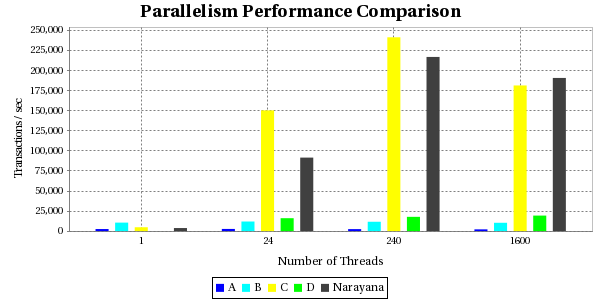 Parallelism Performance Comparison
Transactions / sec
250,000
225,000
200,000
175,000
150,000
125,000
100,000
75,000
50,000
25,000
0
1 24 240 1600
Number of Threads
A B C D Narayana